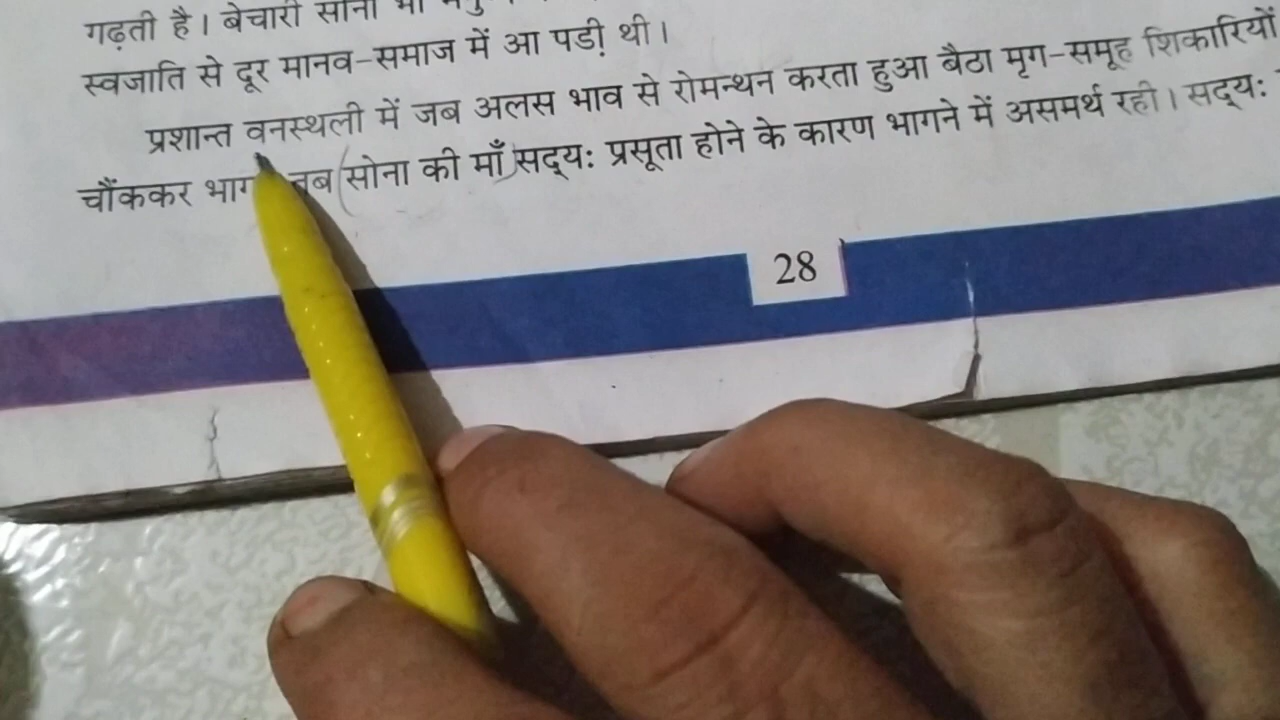 गढ़ती है। बेचारी सोना भी
स्वजाति से दूर मानव-समाज में आ पड़ी थी।
प्रशान्त वनस्थली में जब अलस भाव से रोमन्थन करता हुआ बैठा मृग-समूह शिकारियों
चौंककर तब (सोना की माँ) सद्य: प्रसूता होने के कारण भागने में असमर्थ रही। सद्य:
28